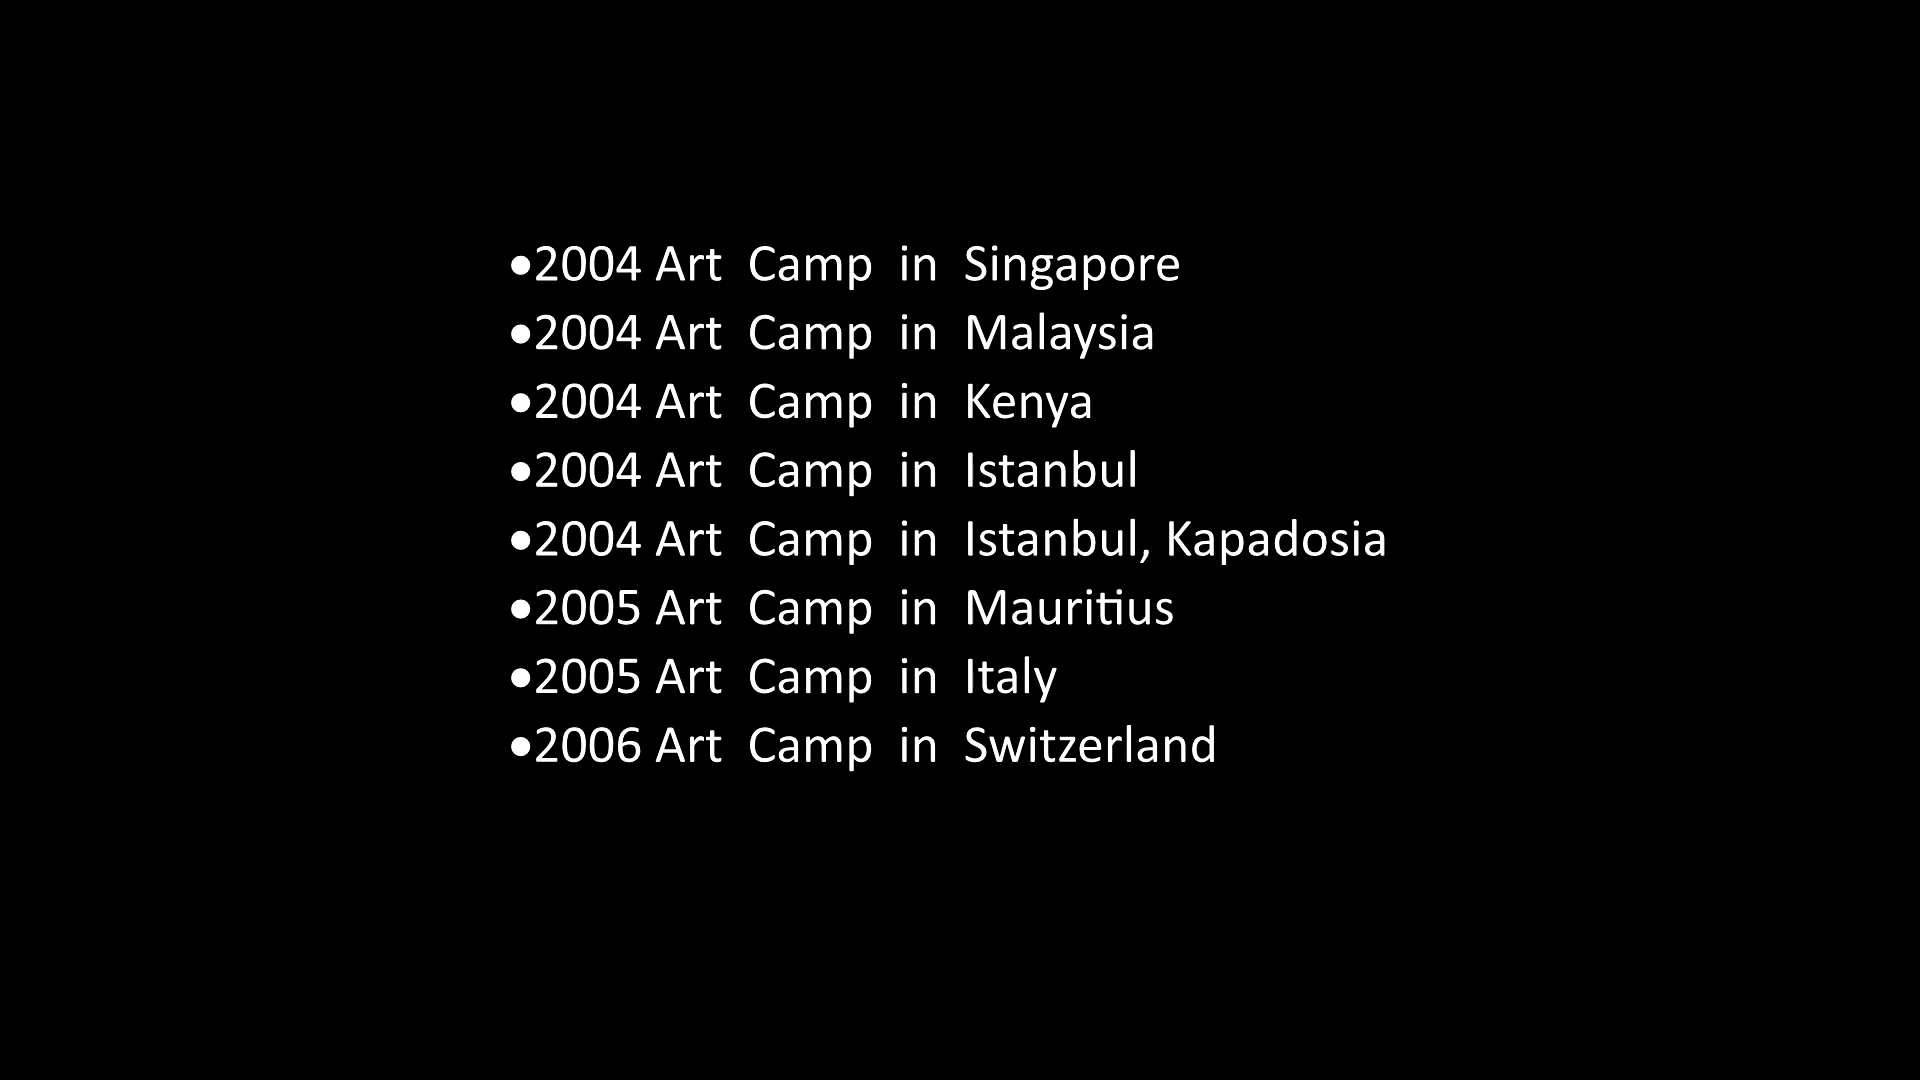 •2004 Art Camp in Singapore
•2004 Art Camp in Malaysia
•2004 Art Camp in Kenya
•2004 Art Camp in Istanbul
•2004 Art Camp in Istanbul, Kapadosia
•2005 Art Camp in Mauritius
•2005 Art Camp in Italy
•2006 Art Camp in Switzerland